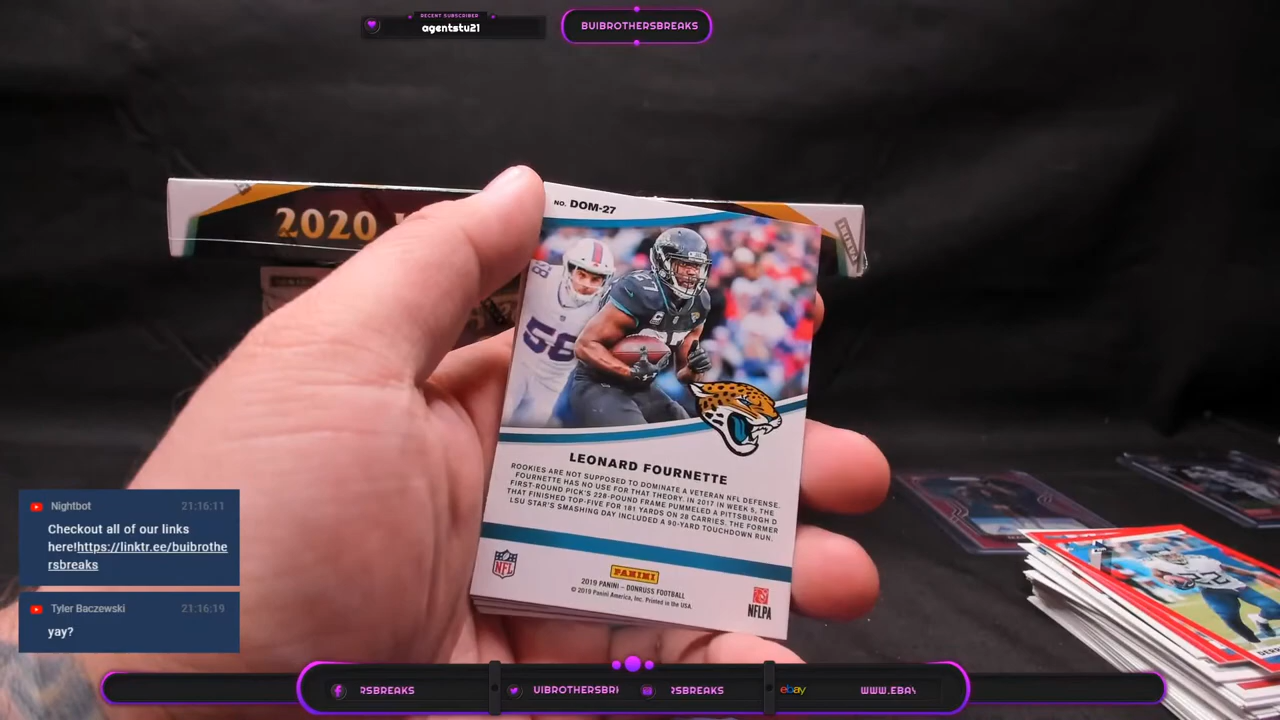 RECENT SUBSCRIBER
agentstu21
BUIBROTHERSBREAKS
2020
NO. DOM-27
58
27
LEONARD FOURNETTE
ROOKIES ARE NOT SUPPOSED TO DOMINATE A VETERAN NFL DEFENSE.
FOURNETTE HAS NO USE FOR THAT THEORY. IN 2017 IN WEEK 5, THE
FIRST-ROUND PICK'S 228-POUND FRAME PUMMELED A PITTSBURGH D
THAT FINISHED TOP-FIVE FOR 181 YARDS ON 28 CARRIES. THE FORMER
LSU STAR'S SMASHING DAY INCLUDED A 90-YARD TOUCHDOWN RUN.
NFL
PANINI
2019 PANINI – DONRUSS FOOTBALL
© 2019 Panini America, Inc. Printed in the USA.
NFLPA
Nightbot 21:16:11
Checkout all of our links
here!https://linktr.ee/buibrothe
rsbreaks
Tyler Baczewski 21:16:19
yay?
RSBREAKS
UIBROTHERSBR
RSBREAKS
ebay
WWW.EBAY